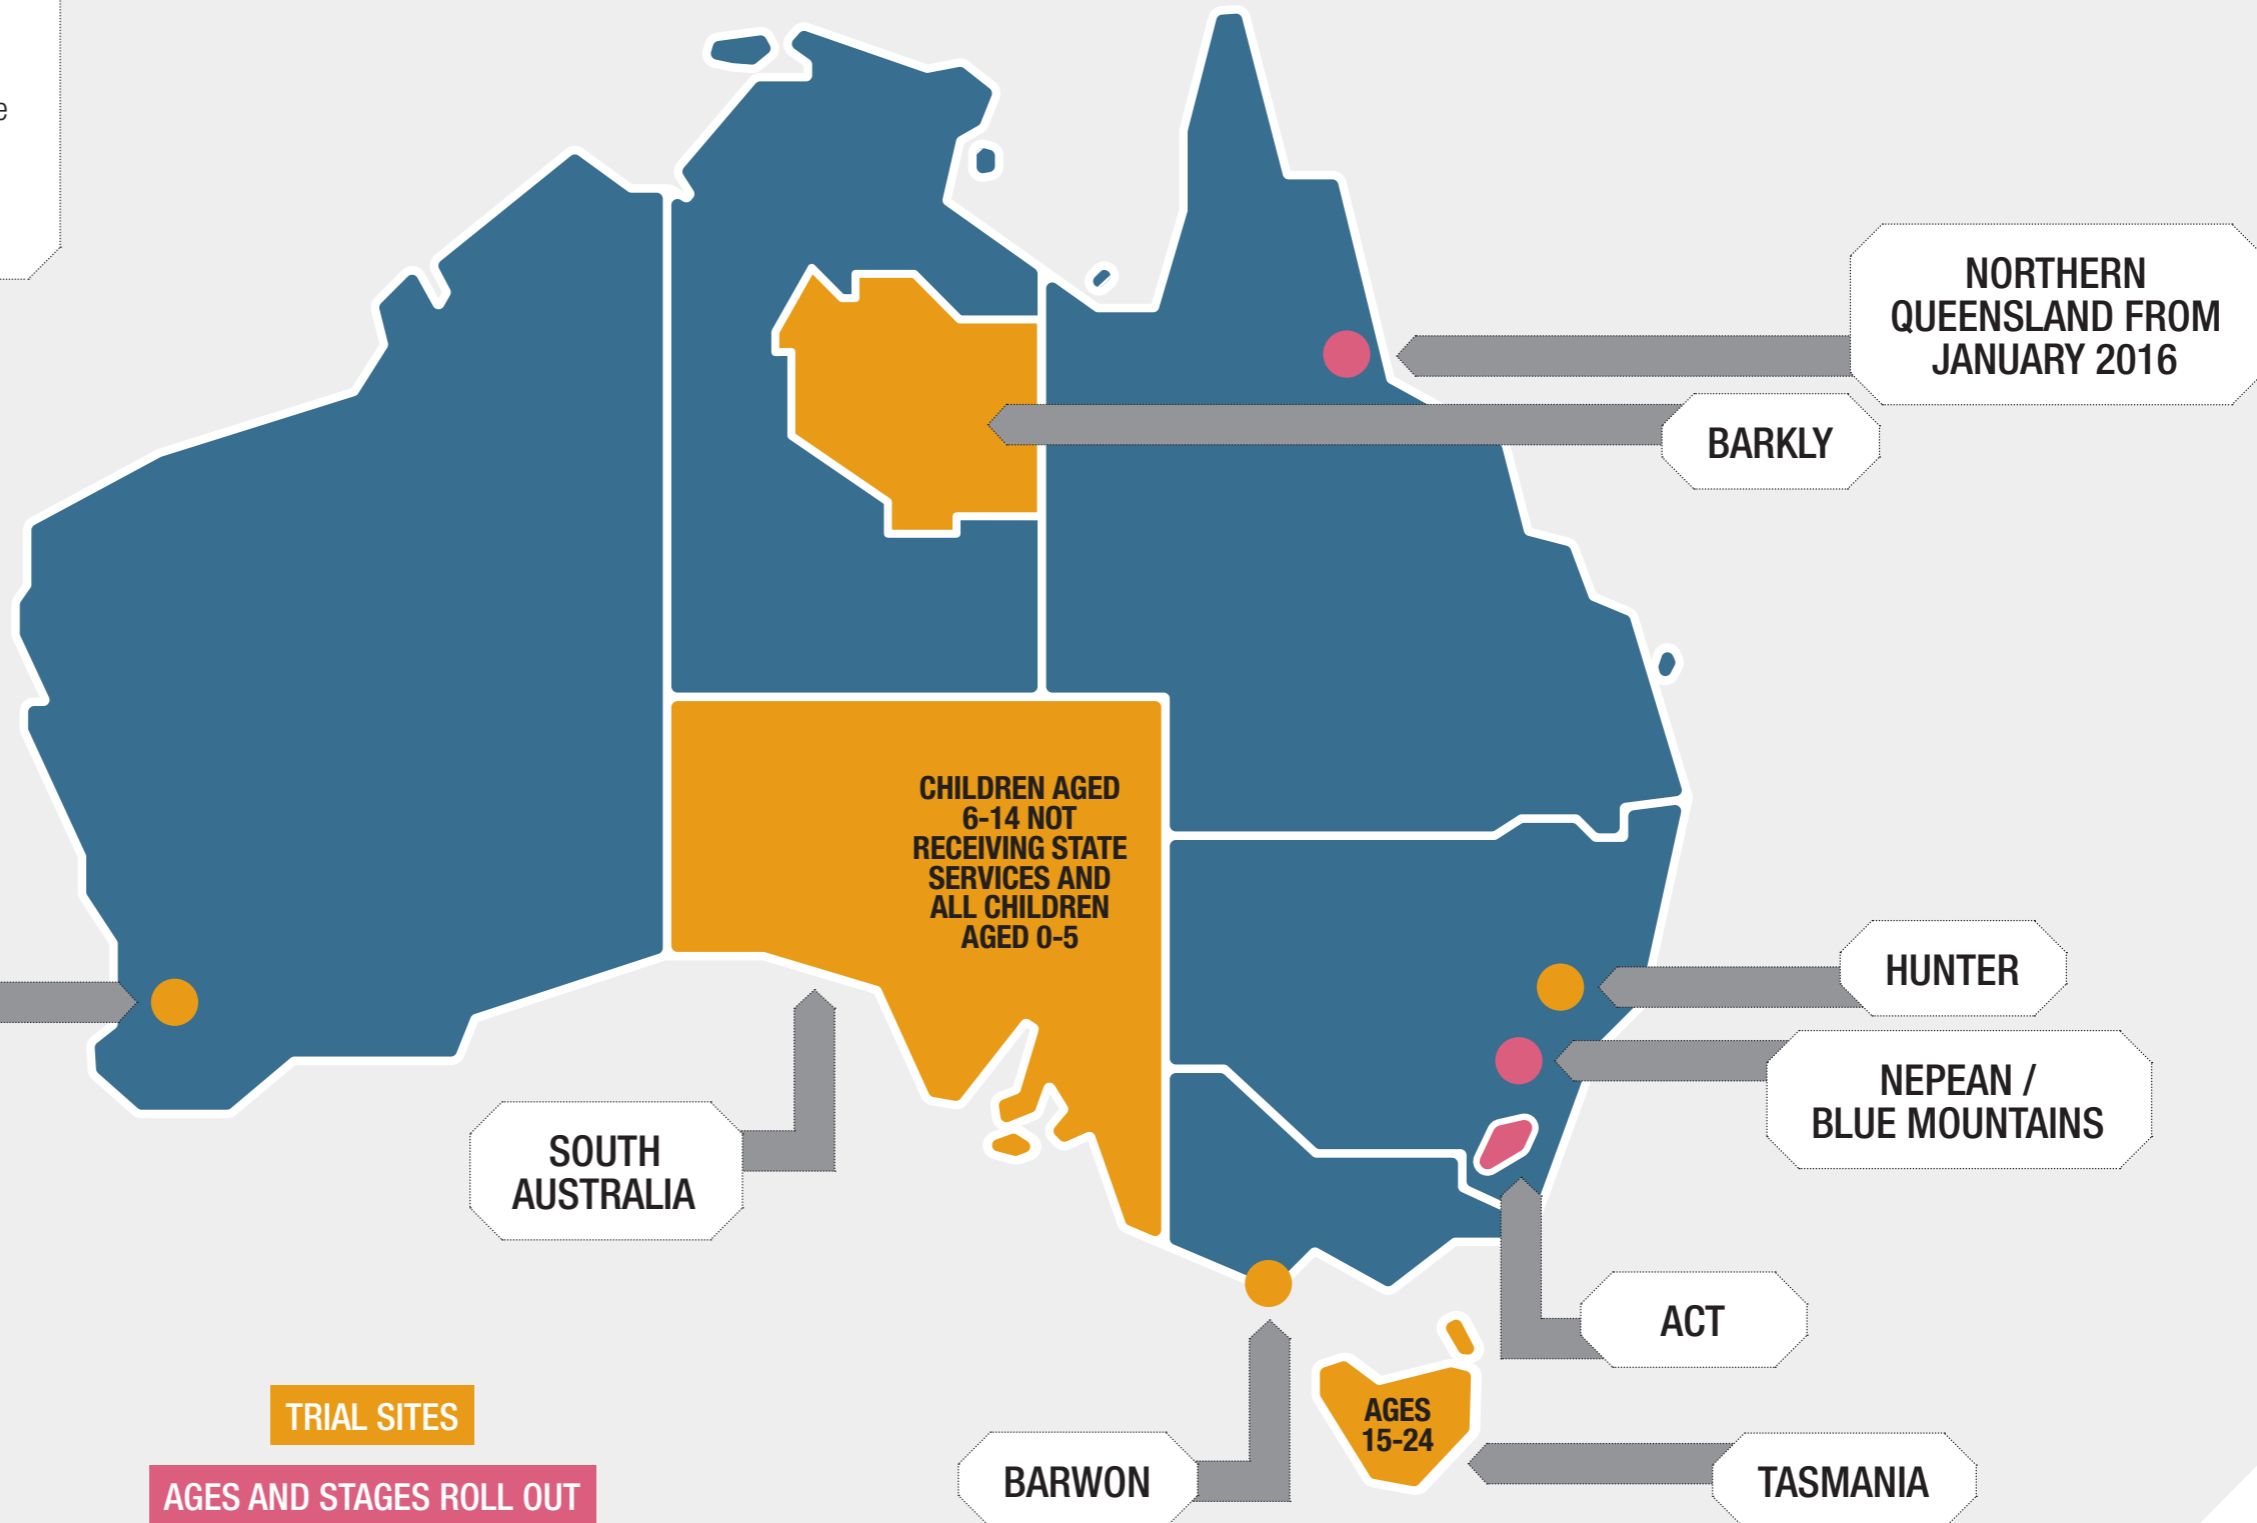 e
NORTHERN
QUEENSLAND FROM
JANUARY 2016
BARKLY
CHILDREN AGED
6-14 NOT
RECEIVING STATE
SERVICES AND
ALL CHILDREN
AGED 0-5
HUNTER
NEPEAN /
BLUE MOUNTAINS
SOUTH
AUSTRALIA
ACT
AGES
15-24
TRIAL SITES
BARWON
TASMANIA
AGES AND STAGES ROLL OUT